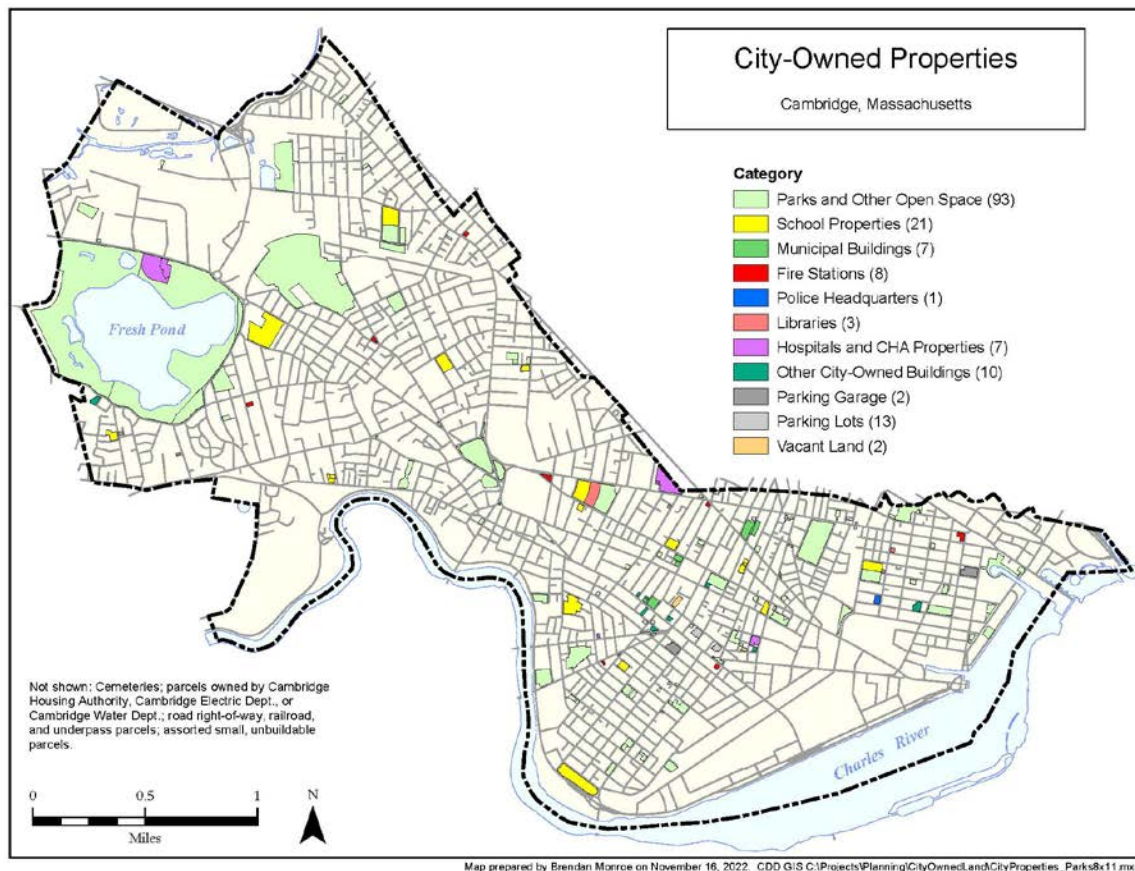 City-Owned Properties
Cambridge, Massachusetts
Category
Parks and Other Open Space (93)
School Properties (21)
Municipal Buildings (7)
Fire Stations (8)
Police Headquarters (1)
Libraries (3)
Hospitals and CHA Properties (7)
Other City-Owned Buildings (10)
Parking Garage (2)
Parking Lots (13)
Vacant Land (2)
Fresh Pond
Charles River
Not shown: Cemeteries; parcels owned by Cambridge
Housing Authority, Cambridge Electric Dept., or
Cambridge Water Dept.; road right-of-way, railroad,
and underpass parcels; assorted small, unbuildable
parcels.
0 0.5 1
Miles
N
Map prepared by Brendan Monroe on November 16, 2022. CDD GIS C:\Projects\Planning\CityOwnedLand\CityProperties_Parks8x11.mx